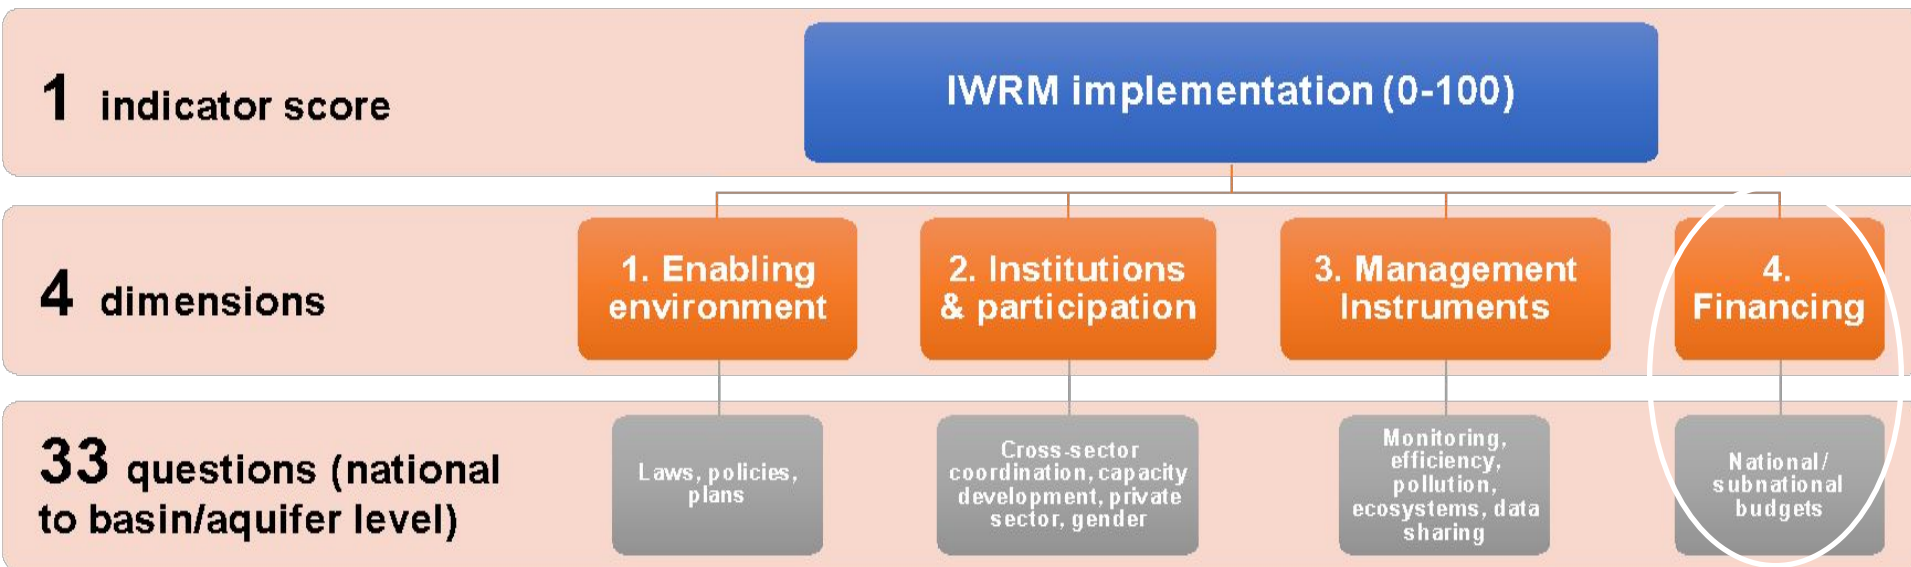 1 indicator score
IWRM implementation (0-100)
4 dimensions
1. Enabling
environment
2. Institutions
& participation
3. Management
Instruments
4.
Financing
33 questions (national
to basin/aquifer level)
Laws, policies,
plans
Cross-sector
coordination, capacity
development, private
sector, gender
Monitoring,
efficiency,
pollution,
ecosystems, data
sharing
National/
subnational
budgets